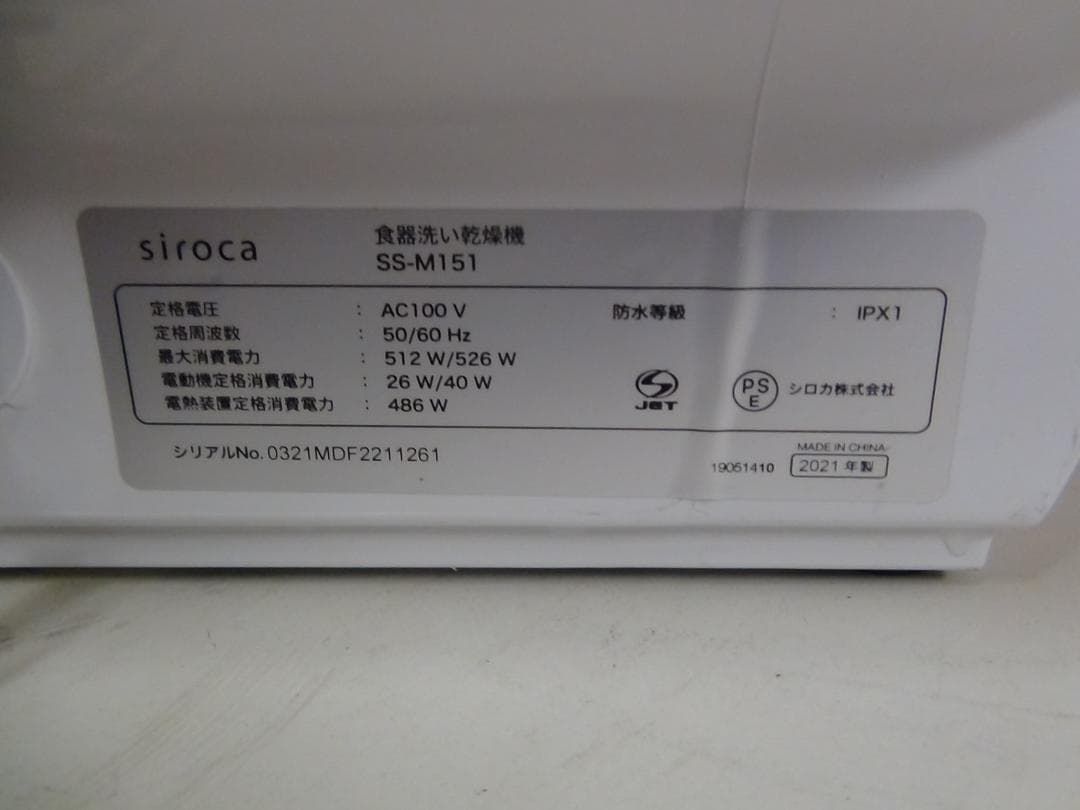 siroca
食器洗い乾燥機
SS-M151
定格電圧 : AC100 V
定格周波数 : 50/60 Hz
最大消費電力 : 512 W/526 W
電動機定格消費電力 : 26 W/40 W
電熱装置定格消費電力 : 486 W
防水等級 : IPX1
JET
PSE シロカ株式会社
シリアルNo. 0321MDF2211261
MADE IN CHINA
19051410 2021 年製